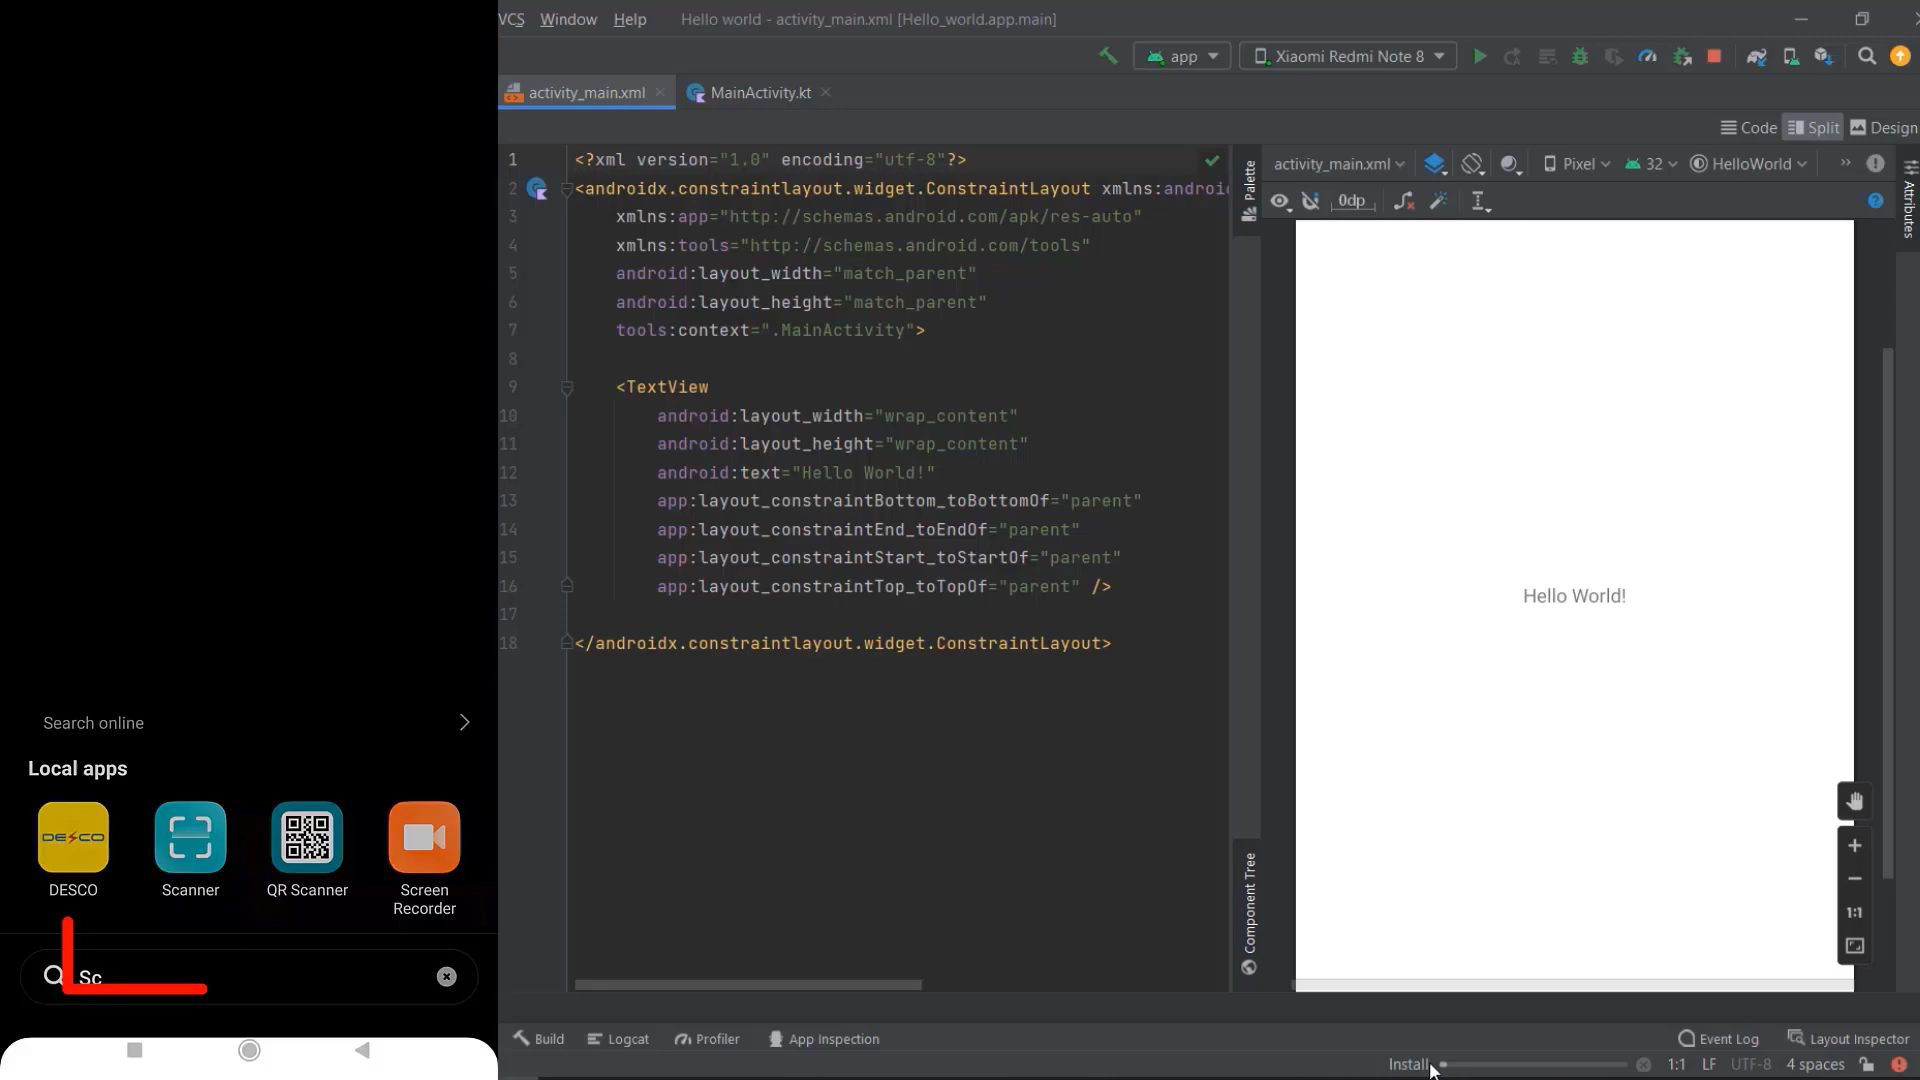 VCS Window Help Hello world - activity_main.xml [Hello_world.app.main]
app Xiaomi Redmi Note 8
activity_main.xml MainActivity.kt
Code Split Design
1 <?xml version="1.0" encoding="utf-8"?>
2 <androidx.constraintlayout.widget.ConstraintLayout xmlns:androi
3 xmlns:app="http://schemas.android.com/apk/res-auto"
4 xmlns:tools="http://schemas.android.com/tools"
5 android:layout_width="match_parent"
6 android:layout_height="match_parent"
7 tools:context=".MainActivity">
8
9 <TextView
10 android:layout_width="wrap_content"
11 android:layout_height="wrap_content"
12 android:text="Hello World!"
13 app:layout_constraintBottom_toBottomOf="parent"
14 app:layout_constraintEnd_toEndOf="parent"
15 app:layout_constraintStart_toStartOf="parent"
16 app:layout_constraintTop_toTopOf="parent" />
17
18 </androidx.constraintlayout.widget.ConstraintLayout>
Palette
Component Tree
activity_main.xml Pixel 32 HelloWorld
0dp
Attributes
Hello World!
1:1
Search online
Local apps
DESCO
DESCO
Scanner
QR Scanner
Screen
Recorder
Sc
Build Logcat Profiler App Inspection Event Log Layout Inspector
Install 1:1 LF UTF-8 4 spaces